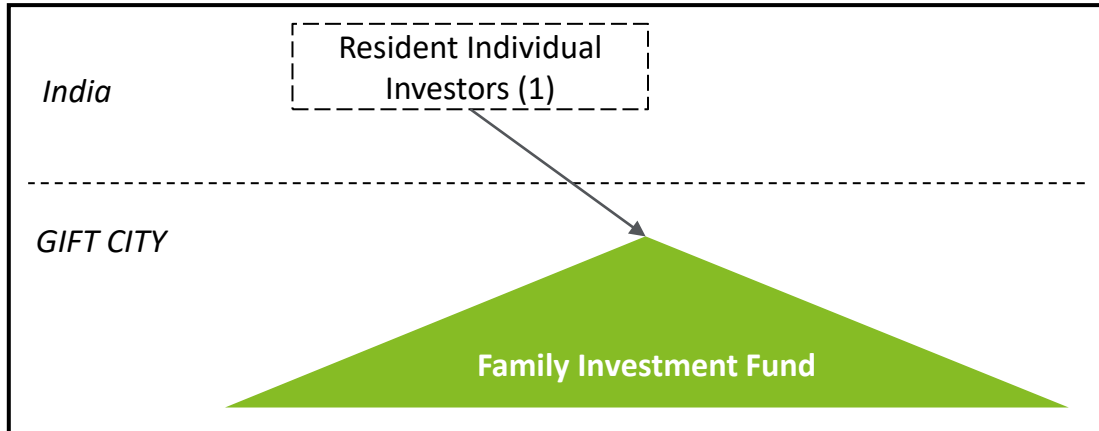 Resident Individual
Investors (1)
India
GIFT CITY
Family Investment Fund